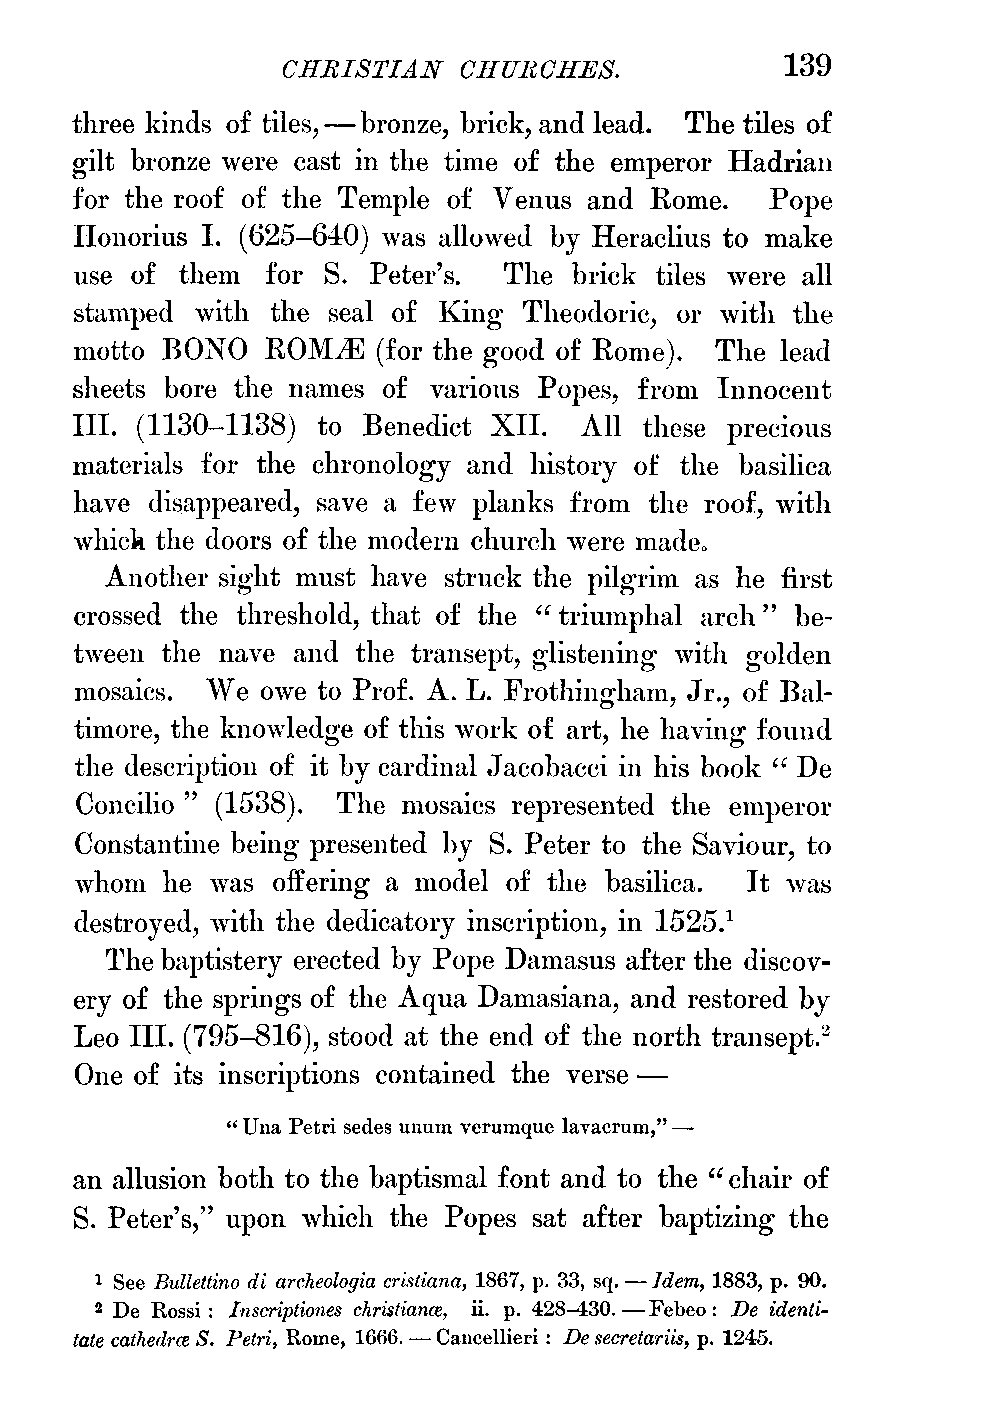 CHRISTIAN CHURCHES. 139
three kinds of tiles, — bronze, brick, and lead. The tiles of
gilt bronze were cast in the time of the emperor Hadrian
for the roof of the Temple of Venus and Rome. Pope
Honorius I. (625–640) was allowed by Heraclius to make
use of them for S. Peter's. The brick tiles were all
stamped with the seal of King Theodoric, or with the
motto BONO ROMÆ (for the good of Rome). The lead
sheets bore the names of various Popes, from Innocent
III. (1130–1138) to Benedict XII. All these precious
materials for the chronology and history of the basilica
have disappeared, save a few planks from the roof, with
which the doors of the modern church were made.
Another sight must have struck the pilgrim as he first
crossed the threshold, that of the “triumphal arch” be-
tween the nave and the transept, glistening with golden
mosaics. We owe to Prof. A. L. Frothingham, Jr., of Bal-
timore, the knowledge of this work of art, he having found
the description of it by cardinal Jacobacci in his book “De
Concilio” (1538). The mosaics represented the emperor
Constantine being presented by S. Peter to the Saviour, to
whom he was offering a model of the basilica. It was
destroyed, with the dedicatory inscription, in 1525.¹
The baptistery erected by Pope Damasus after the discov-
ery of the springs of the Aqua Damasiana, and restored by
Leo III. (795–816), stood at the end of the north transept.²
One of its inscriptions contained the verse —
“Una Petri sedes unum verumque lavacrum,” —
an allusion both to the baptismal font and to the “chair of
S. Peter's,” upon which the Popes sat after baptizing the
¹ See Bullettino di archeologia cristiana, 1867, p. 33, sq. — Idem, 1883, p. 90.
² De Rossi : Inscriptiones christianæ, ii. p. 428–430. — Febeo : De identi-
tate cathedræ S. Petri, Rome, 1666. — Cancellieri : De secretariis, p. 1245.